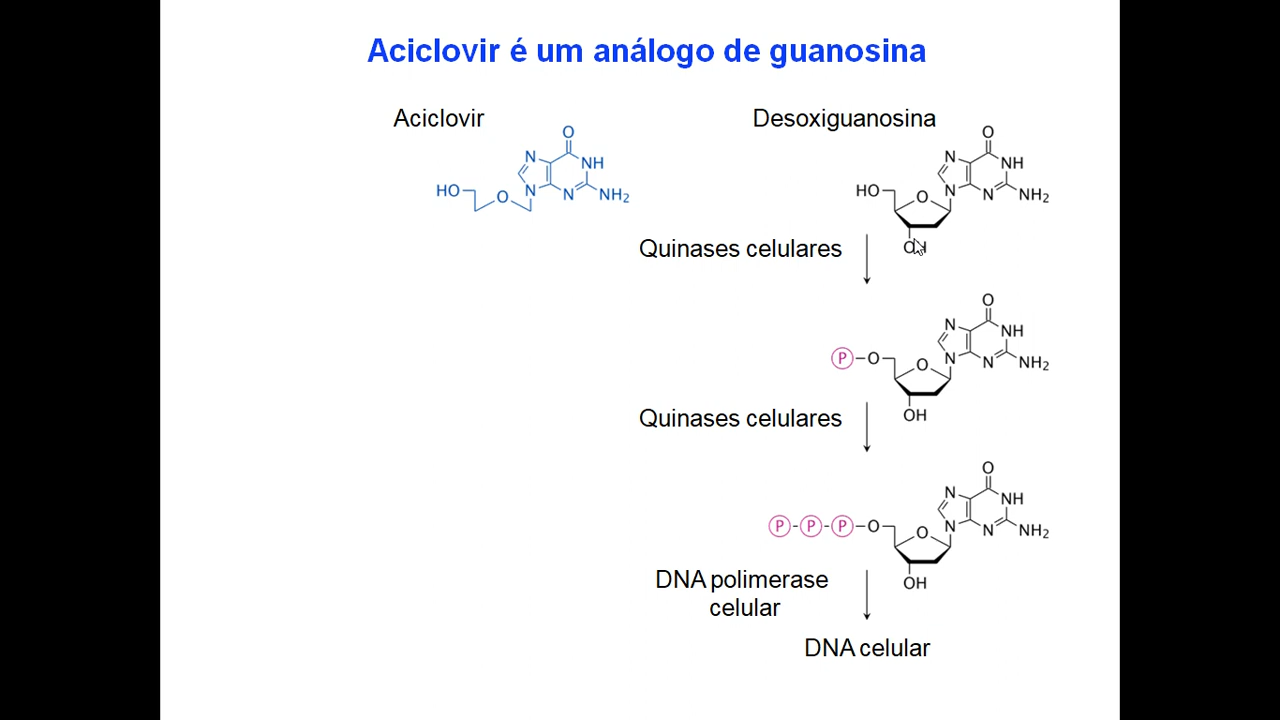 Aciclovir é um análogo de guanosina
Aciclovir
Desoxiguanosina
O
N
NH
HO
O
N
N
NH₂
O
N
NH
HO
O
N
N
NH₂
OH
Quinases celulares
O
N
NH
P
O
O
N
N
NH₂
OH
Quinases celulares
O
N
NH
P-P-P-O
O
N
N
NH₂
OH
DNA polimerase
celular
DNA celular